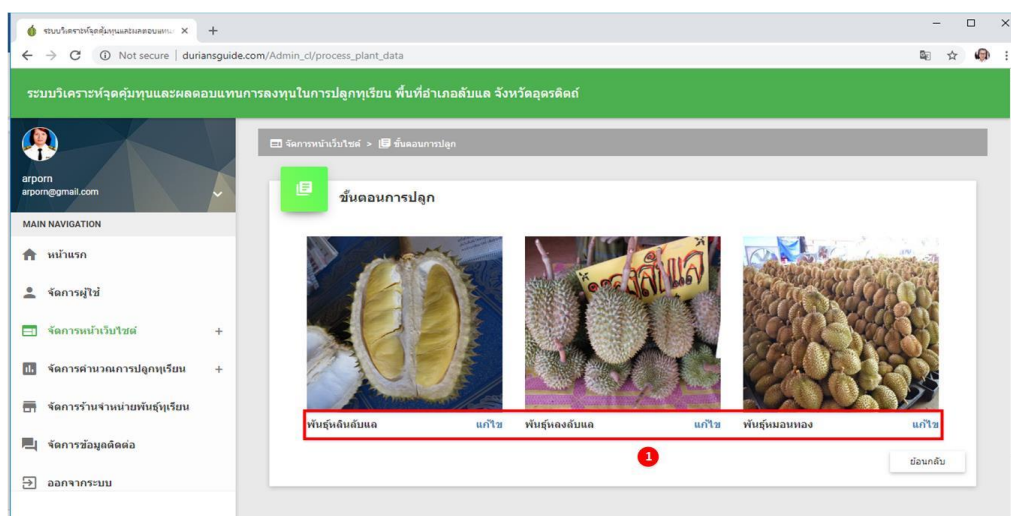 ระบบวิเคราะห์จุดคุ้มทุนและผลตอบแทน
Not secure | duriansguide.com/Admin_cl/process_plant_data
ระบบวิเคราะห์จุดคุ้มทุนและผลตอบแทนการลงทุนในการปลูกทุเรียน พื้นที่อำเภอลับแล จังหวัดอุตรดิตถ์
arporn
arporn@gmail.com
MAIN NAVIGATION
หน้าแรก
จัดการผู้ใช้
จัดการหน้าเว็บไซต์ +
จัดการคำนวณการปลูกทุเรียน +
จัดการร้านจำหน่ายพันธุ์ทุเรียน
จัดการข้อมูลติดต่อ
ออกจากระบบ
จัดการหน้าเว็บไซต์ > ขั้นตอนการปลูก
ขั้นตอนการปลูก
พันธุ์หลินลับแล แก้ไข พันธุ์หลงลับแล แก้ไข พันธุ์หมอนทอง แก้ไข
1
ย้อนกลับ